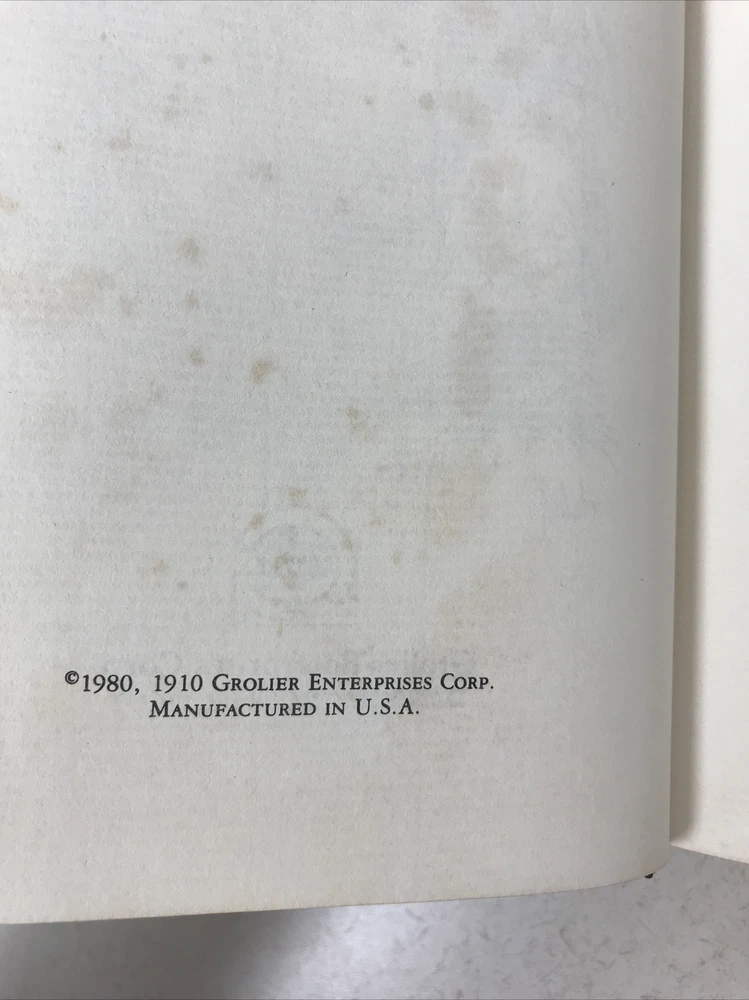 ©1980, 1910 GROLIER ENTERPRISES CORP.
MANUFACTURED IN U.S.A.